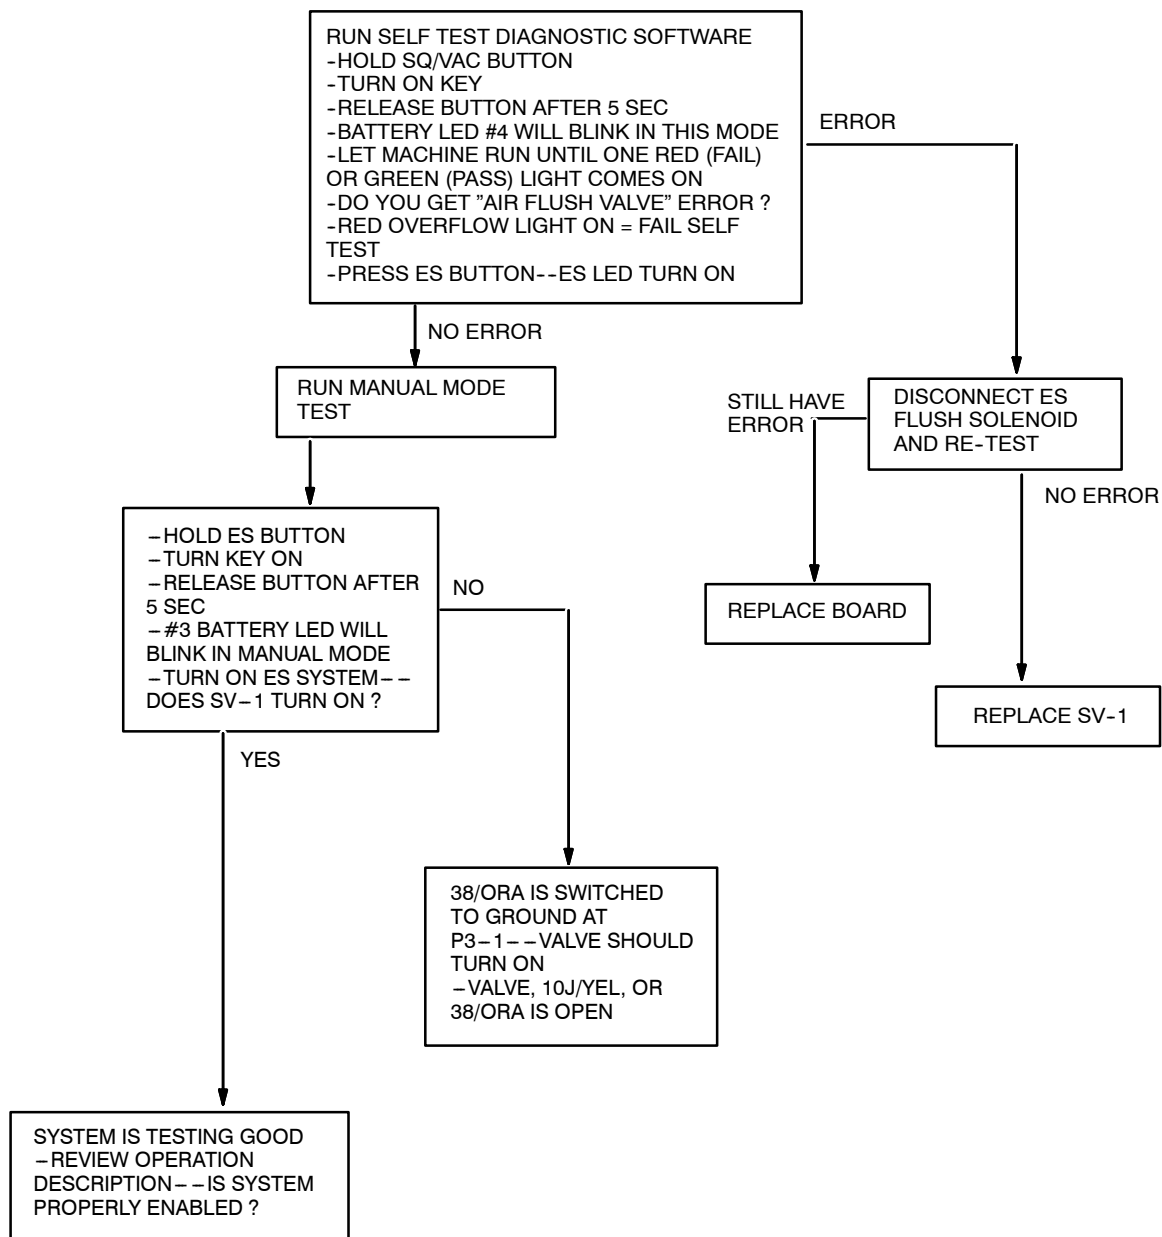 RUN SELF TEST DIAGNOSTIC SOFTWARE
-HOLD SQ/VAC BUTTON
-TURN ON KEY
-RELEASE BUTTON AFTER 5 SEC
-BATTERY LED #4 WILL BLINK IN THIS MODE
-LET MACHINE RUN UNTIL ONE RED (FAIL)
OR GREEN (PASS) LIGHT COMES ON
-DO YOU GET ”AIR FLUSH VALVE” ERROR ?
-RED OVERFLOW LIGHT ON = FAIL SELF
TEST
-PRESS ES BUTTON--ES LED TURN ON
ERROR
NO ERROR
RUN MANUAL MODE
TEST
STILL HAVE
ERROR
DISCONNECT ES
FLUSH SOLENOID
AND RE-TEST
NO ERROR
-HOLD ES BUTTON
-TURN KEY ON
-RELEASE BUTTON AFTER
5 SEC
-#3 BATTERY LED WILL
BLINK IN MANUAL MODE
-TURN ON ES SYSTEM--
DOES SV-1 TURN ON ?
NO
REPLACE BOARD
REPLACE SV-1
YES
38/ORA IS SWITCHED
TO GROUND AT
P3-1--VALVE SHOULD
TURN ON
-VALVE, 10J/YEL, OR
38/ORA IS OPEN
SYSTEM IS TESTING GOOD
-REVIEW OPERATION
DESCRIPTION--IS SYSTEM
PROPERLY ENABLED ?